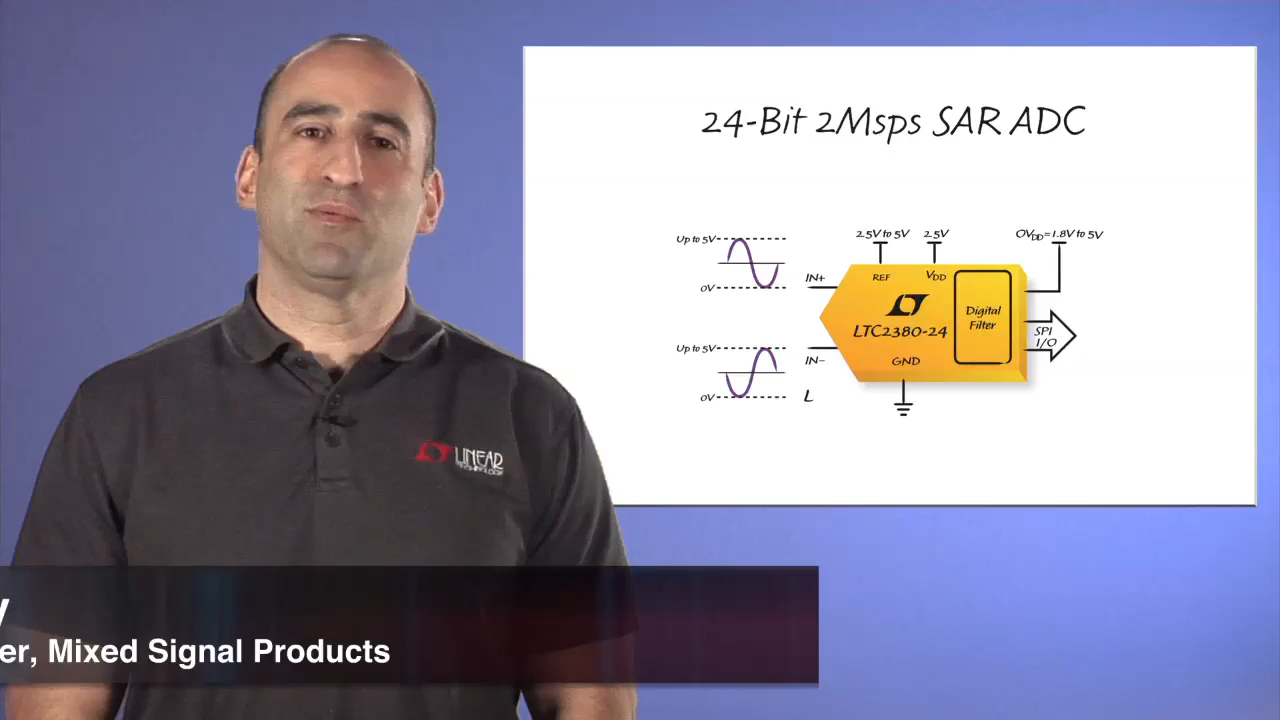 24-Bit 2Msps SAR ADC
Up to 5V
0V
IN+
2.5V to 5V
2.5V
OVDD = 1.8V to 5V
REF
VDD
LTC2380-24
Digital
Filter
SPI
I/O
GND
Up to 5V
0V
IN-
L
LINEAR
TECHNOLOGY
y
er, Mixed Signal Products